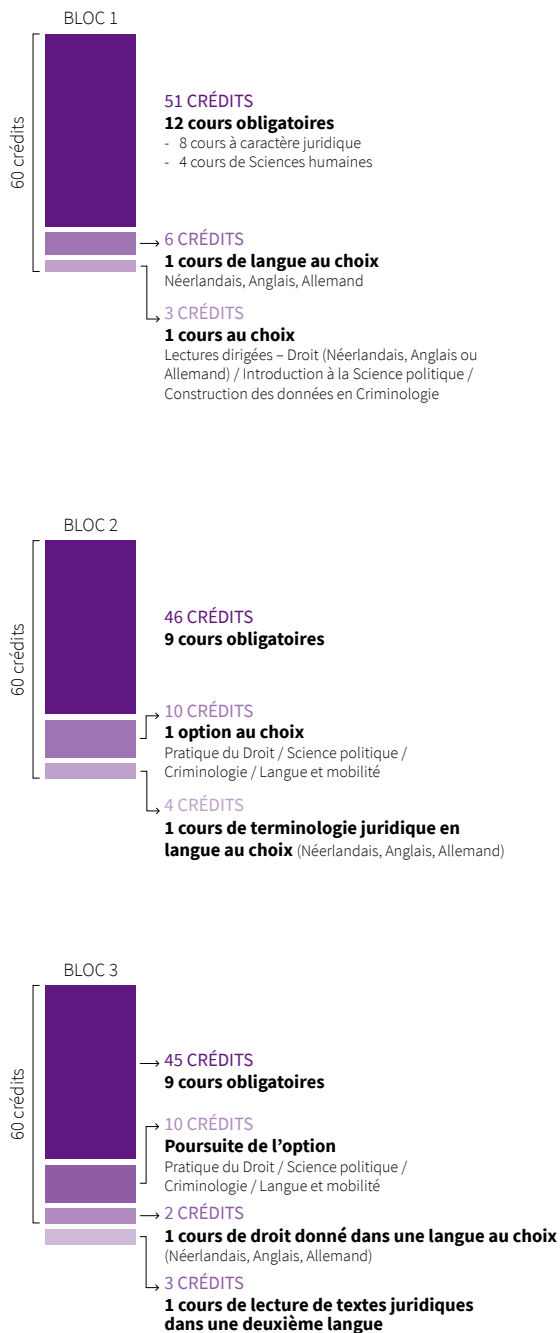 BLOC 1
60 crédits
51 CRÉDITS
12 cours obligatoires
- 8 cours à caractère juridique
- 4 cours de Sciences humaines
6 CRÉDITS
1 cours de langue au choix
Néerlandais, Anglais, Allemand
3 CRÉDITS
1 cours au choix
Lectures dirigées – Droit (Néerlandais, Anglais ou
Allemand) / Introduction à la Science politique /
Construction des données en Criminologie
BLOC 2
60 crédits
46 CRÉDITS
9 cours obligatoires
10 CRÉDITS
1 option au choix
Pratique du Droit / Science politique /
Criminologie / Langue et mobilité
4 CRÉDITS
1 cours de terminologie juridique en
langue au choix (Néerlandais, Anglais, Allemand)
BLOC 3
60 crédits
45 CRÉDITS
9 cours obligatoires
10 CRÉDITS
Poursuite de l’option
Pratique du Droit / Science politique /
Criminologie / Langue et mobilité
2 CRÉDITS
1 cours de droit donné dans une langue au choix
(Néerlandais, Anglais, Allemand)
3 CRÉDITS
1 cours de lecture de textes juridiques
dans une deuxième langue